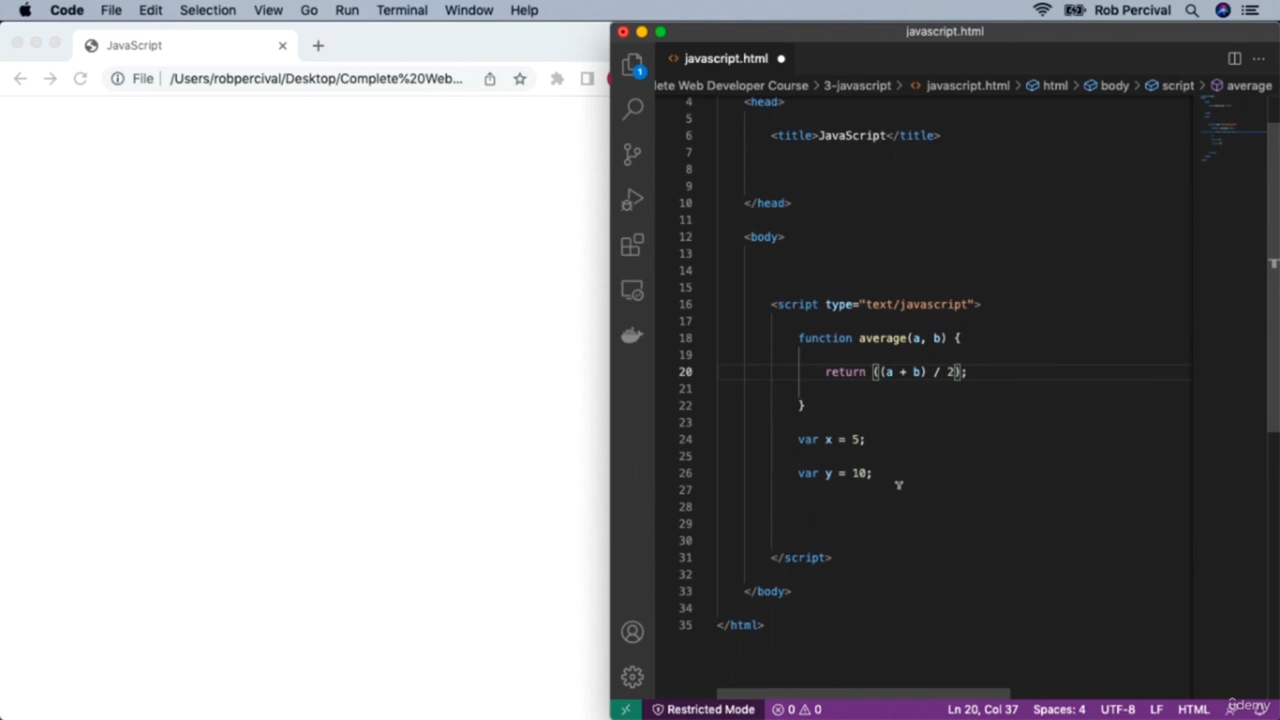 Code File Edit Selection View Go Run Terminal Window Help Rob Percival
JavaScript
File /Users/robpercival/Desktop/Complete%20Web...
javascript.html
javascript.html
lete Web Developer Course > 3-javascript > javascript.html > html > body > script > average
1
4 <head>
5
6 <title>JavaScript</title>
7
8
9
10 </head>
11
12 <body>
13
14
15
16 <script type="text/javascript">
17
18 function average(a, b) {
19
20 return ((a + b) / 2);
21
22 }
23
24 var x = 5;
25
26 var y = 10;
27
28
29
30
31 </script>
32
33 </body>
34
35 </html>
Restricted Mode 0 0 Ln 20, Col 37 Spaces: 4 UTF-8 LF HTML
ûdemy